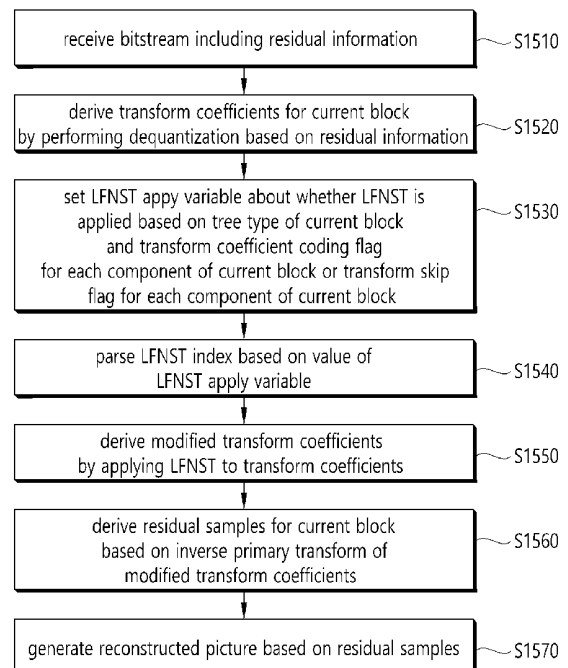 receive bitstream including residual information
S1510
derive transform coefficients for current block
by performing dequantization based on residual information
S1520
set LFNST appy variable about whether LFNST is
applied based on tree type of current block
and transform coefficient coding flag
for each component of current block or transform skip
flag for each component of current block
S1530
parse LFNST index based on value of
LFNST apply variable
S1540
derive modified transform coefficients
by applying LFNST to transform coefficients
S1550
derive residual samples for current block
based on inverse primary transform of
modified transform coefficients
S1560
generate reconstructed picture based on residual samples
S1570